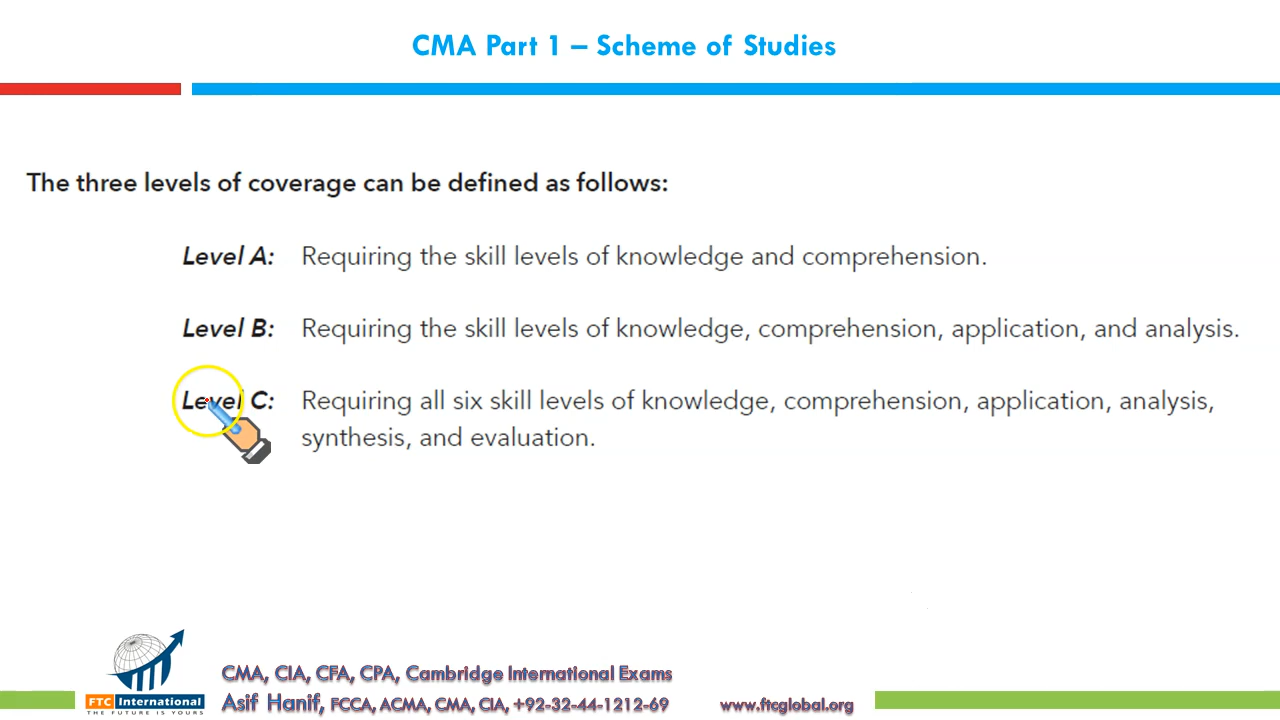 CMA Part 1 – Scheme of Studies
The three levels of coverage can be defined as follows:
Level A: Requiring the skill levels of knowledge and comprehension.
Level B: Requiring the skill levels of knowledge, comprehension, application, and analysis.
Level C: Requiring all six skill levels of knowledge, comprehension, application, analysis,
synthesis, and evaluation.
FTC International
THE FUTURE IS YOURS
CMA, CIA, CFA, CPA, Cambridge International Exams
Asif Hanif, FCCA, ACMA, CMA, CIA, +92-32-44-1212-69 www.ftcglobal.org